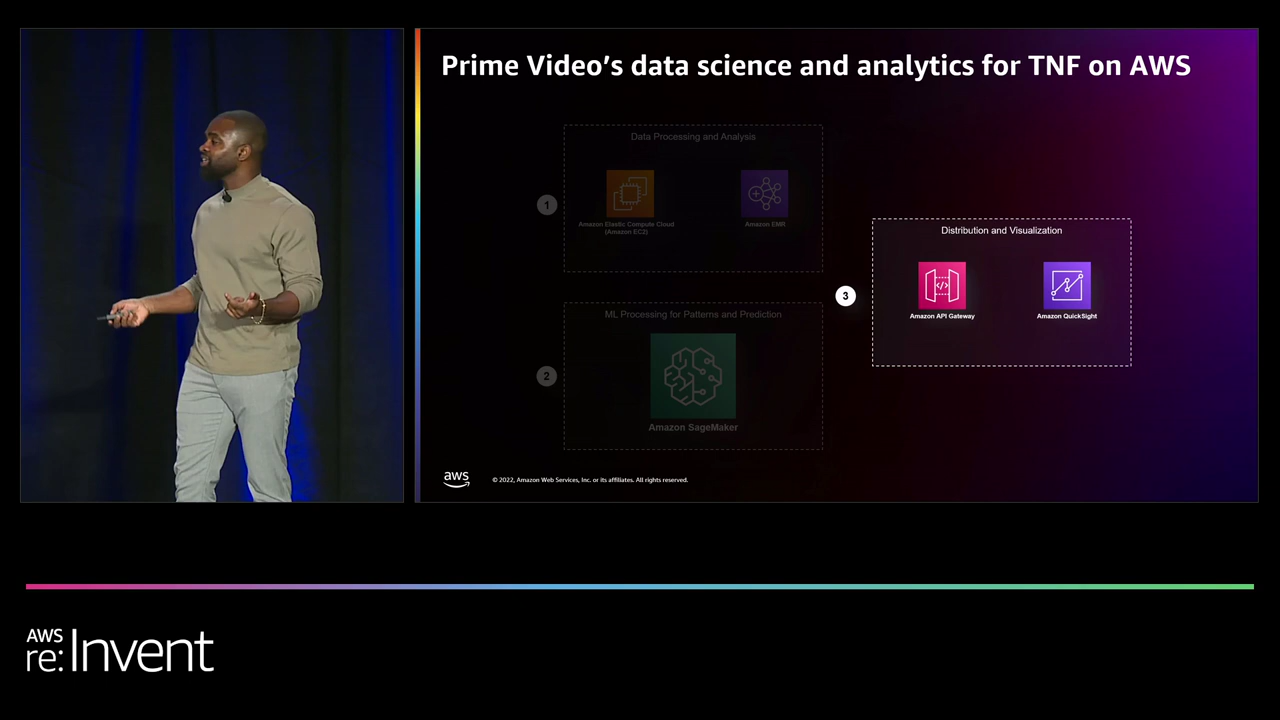 Prime Video's data science and analytics for TNF on AWS
Data Processing and Analysis
1
Amazon Elastic Compute Cloud
(Amazon EC2)
Amazon EMR
ML Processing for Patterns and Prediction
2
Amazon SageMaker
3
Distribution and Visualization
Amazon API Gateway
Amazon QuickSight
aws
© 2022, Amazon Web Services, Inc. or its affiliates. All rights reserved.
AWS
re:Invent